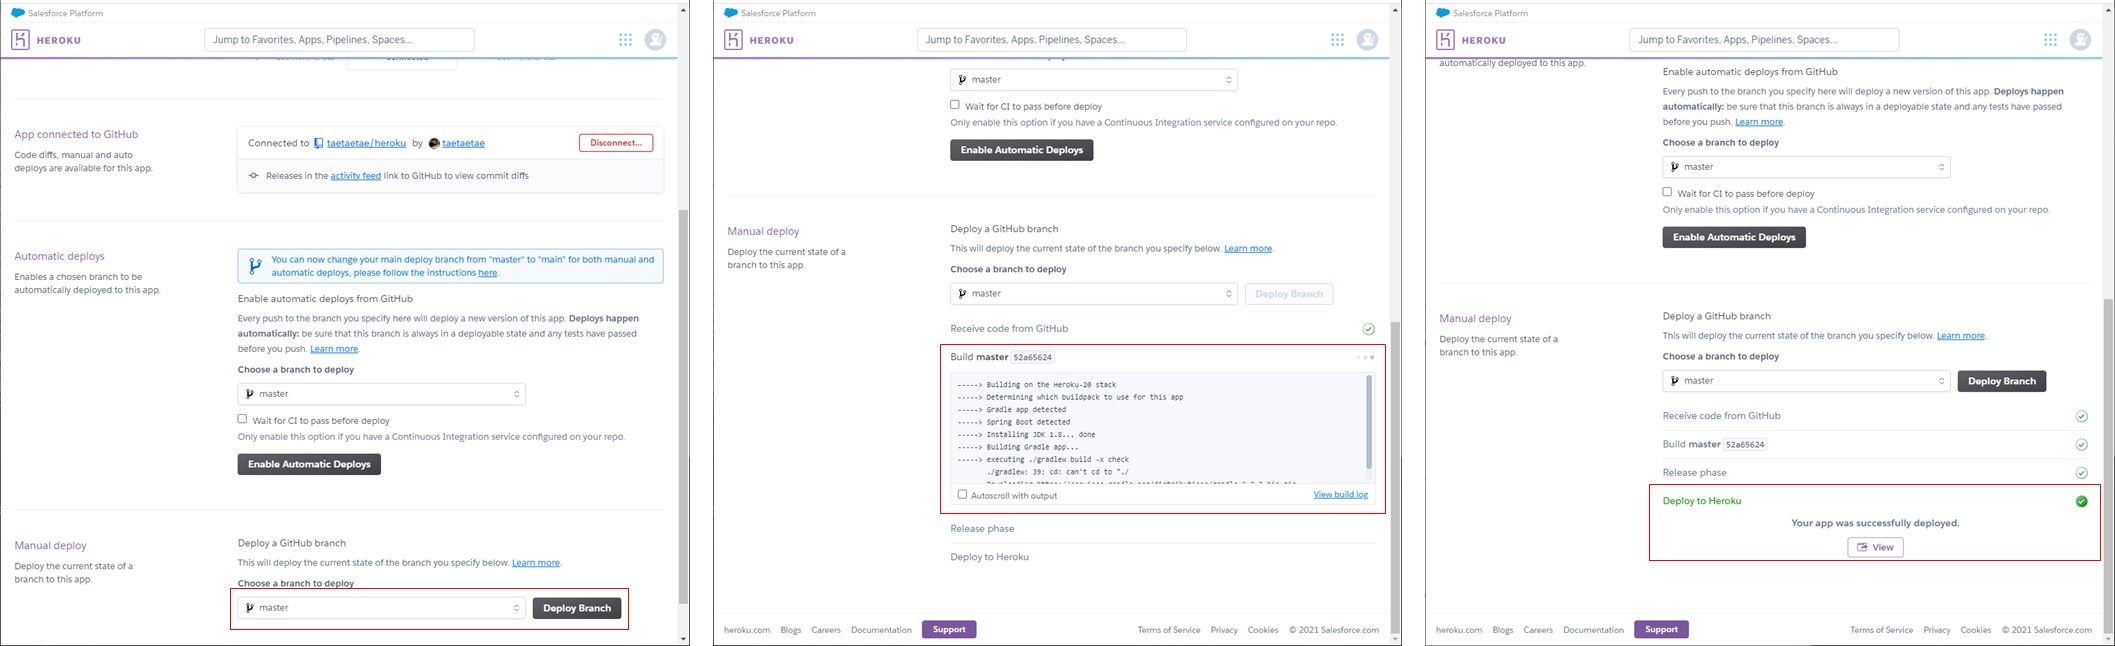 Salesforce Platform
HEROKU
Jump to Favorites, Apps, Pipelines, Spaces...
App connected to GitHub
Code diffs, manual and auto
deploys are available for this app.
Connected to taetaetae/heroku by taetaetae
Disconnect...
Releases in the activity feed link to GitHub to view commit diffs
Automatic deploys
Enables a chosen branch to be
automatically deployed to this app.
You can now change your main deploy branch from "master" to "main" for both manual and
automatic deploys, please follow the instructions here.
Enable automatic deploys from GitHub
Every push to the branch you specify here will deploy a new version of this app. Deploys happen
automatically: be sure that this branch is always in a deployable state and any tests have passed
before you push. Learn more.
Choose a branch to deploy
master
Wait for CI to pass before deploy
Only enable this option if you have a Continuous Integration service configured on your repo.
Enable Automatic Deploys
Manual deploy
Deploy the current state of a
branch to this app.
Deploy a GitHub branch
This will deploy the current state of the branch you specify below. Learn more.
Choose a branch to deploy
master
Deploy Branch
Salesforce Platform
HEROKU
Jump to Favorites, Apps, Pipelines, Spaces...
master
Wait for CI to pass before deploy
Only enable this option if you have a Continuous Integration service configured on your repo.
Enable Automatic Deploys
Manual deploy
Deploy the current state of a
branch to this app.
Deploy a GitHub branch
This will deploy the current state of the branch you specify below. Learn more.
Choose a branch to deploy
master
Deploy Branch
Receive code from GitHub
Build master 52a65624
-----> Building on the Heroku-20 stack
-----> Determining which buildpack to use for this app
-----> Gradle app detected
-----> Spring Boot detected
-----> Installing JDK 1.8... done
-----> Building Gradle app...
-----> executing ./gradlew build -x check
./gradlew: 39: cd: can't cd to "./
Autoscroll with output
View build log
Release phase
Deploy to Heroku
heroku.com Blogs Careers Documentation Support
Terms of Service Privacy Cookies © 2021 Salesforce.com
Salesforce Platform
HEROKU
Jump to Favorites, Apps, Pipelines, Spaces...
automatically deployed to this app.
Enable automatic deploys from GitHub
Every push to the branch you specify here will deploy a new version of this app. Deploys happen
automatically: be sure that this branch is always in a deployable state and any tests have passed
before you push. Learn more.
Choose a branch to deploy
master
Wait for CI to pass before deploy
Only enable this option if you have a Continuous Integration service configured on your repo.
Enable Automatic Deploys
Manual deploy
Deploy the current state of a
branch to this app.
Deploy a GitHub branch
This will deploy the current state of the branch you specify below. Learn more.
Choose a branch to deploy
master
Deploy Branch
Receive code from GitHub
Build master 52a65624
Release phase
Deploy to Heroku
Your app was successfully deployed.
View
heroku.com Blogs Careers Documentation Support
Terms of Service Privacy Cookies © 2021 Salesforce.com